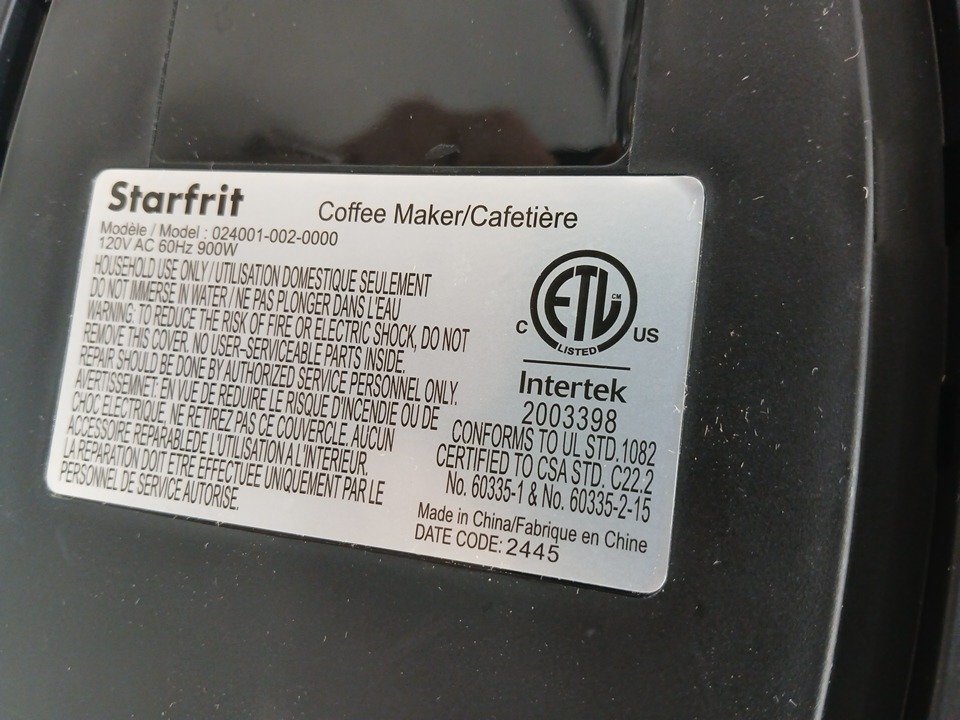 Starfrit
Coffee Maker/Cafetière
Modèle / Model : 024001-002-0000
120V AC 60Hz 900W
HOUSEHOLD USE ONLY / UTILISATION DOMESTIQUE SEULEMENT
DO NOT IMMERSE IN WATER / NE PAS PLONGER DANS L'EAU
WARNING: TO REDUCE THE RISK OF FIRE OR ELECTRIC SHOCK, DO NOT
REMOVE THIS COVER. NO USER-SERVICEABLE PARTS INSIDE.
REPAIR SHOULD BE DONE BY AUTHORIZED SERVICE PERSONNEL ONLY.
AVERTISSEMNET: EN VUE DE REDUIRE LE RISQUE D'INCENDIE OU DE
CHOC ELECTRIQUE, NE RETIREZ PAS CE COUVERCLE. AUCUN
ACCESSOIRE REPARABLEDE L'UTILISATION A L'INTERIEUR,
LA REPARATION DOIT ETRE EFFECTUEE UNIQUEMENT PAR LE
PERSONNEL DE SERVICE AUTORISE.
ETL CM
C US
LISTED
Intertek
2003398
CONFORMS TO UL STD.1082
CERTIFIED TO CSA STD. C22.2
No. 60335-1 & No. 60335-2-15
Made in China/Fabrique en Chine
DATE CODE: 2445